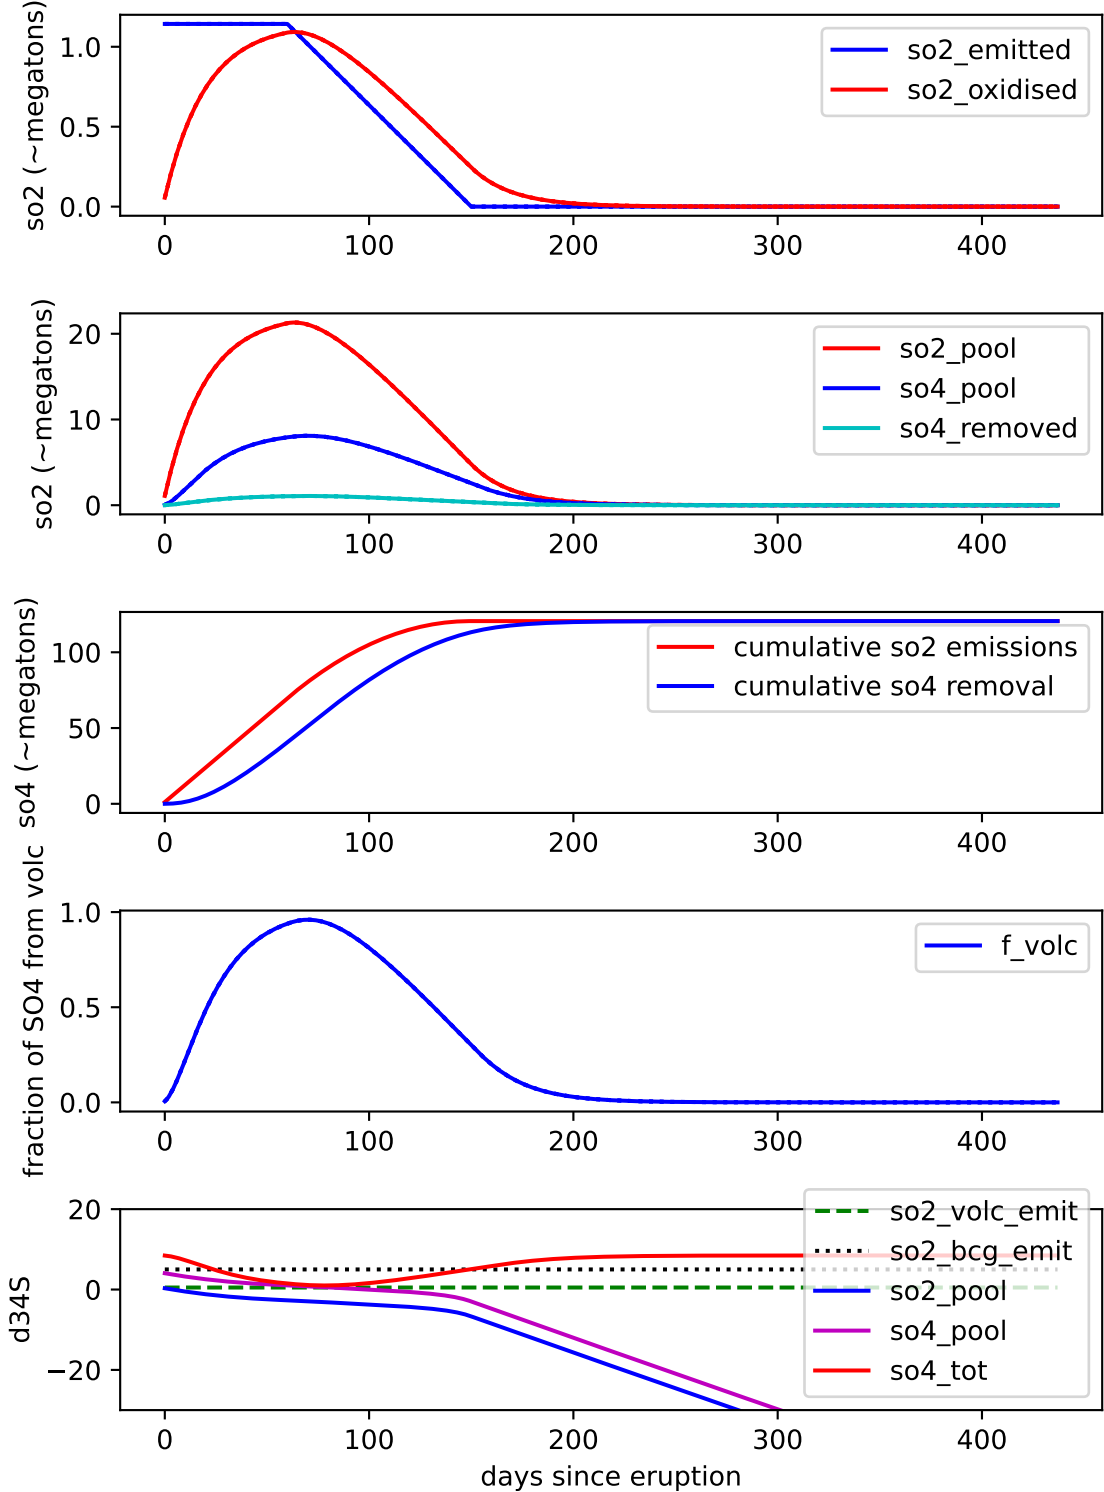 so2 (~megatons)
1.0
0.5
0.0
so2_emitted
so2_oxidised
0 100 200 300 400
so2 (~megatons)
20
10
0
so2_pool
so4_pool
so4_removed
0 100 200 300 400
so4 (~megatons)
100
50
0
cumulative so2 emissions
cumulative so4 removal
0 100 200 300 400
fraction of SO4 from volc
1.0
0.5
0.0
f_volc
0 100 200 300 400
d34S
20
0
−20
so2_volc_emit
so2_bcg_emit
so2_pool
so4_pool
so4_tot
0 100 200 300 400
days since eruption